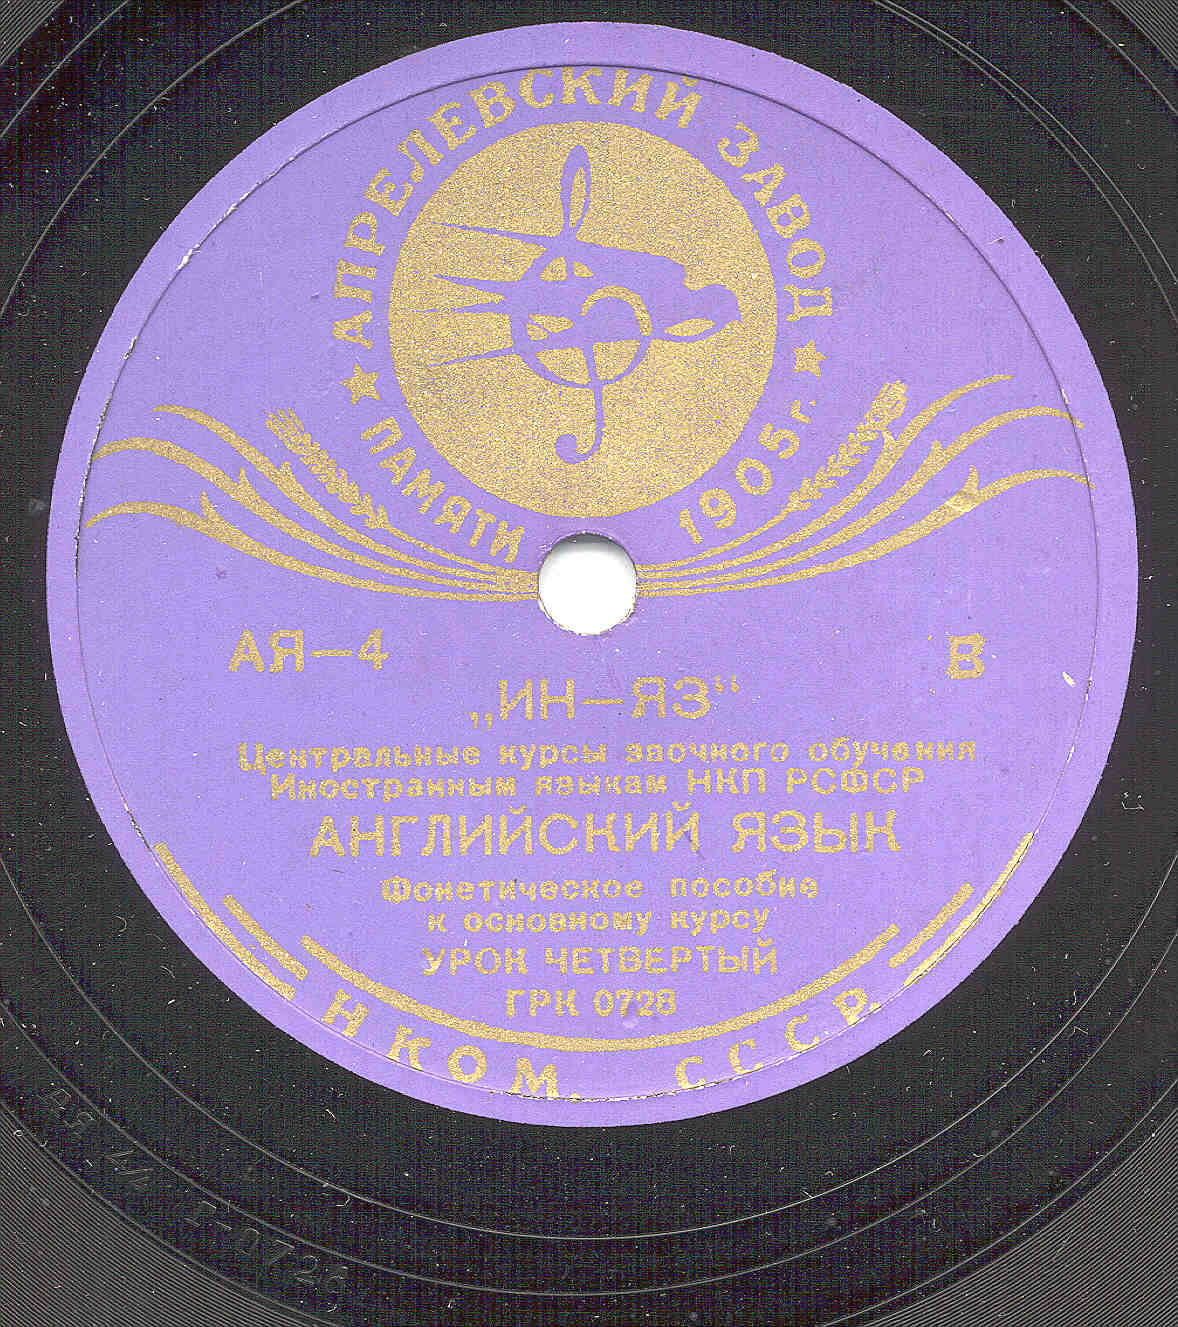 АПРЕЛЕВСКИЙ ЗАВОД
ПАМЯТИ 1905 г.
АЯ—4
В
„ИН—ЯЗ“
Центральные курсы заочного обучения
Иностранным языкам НКП РСФСР
АНГЛИЙСКИЙ ЯЗЫК
Фонетическое пособие
к основному курсу
УРОК ЧЕТВЕРТЫЙ
ГРК 0728
НКОМ. СССР.